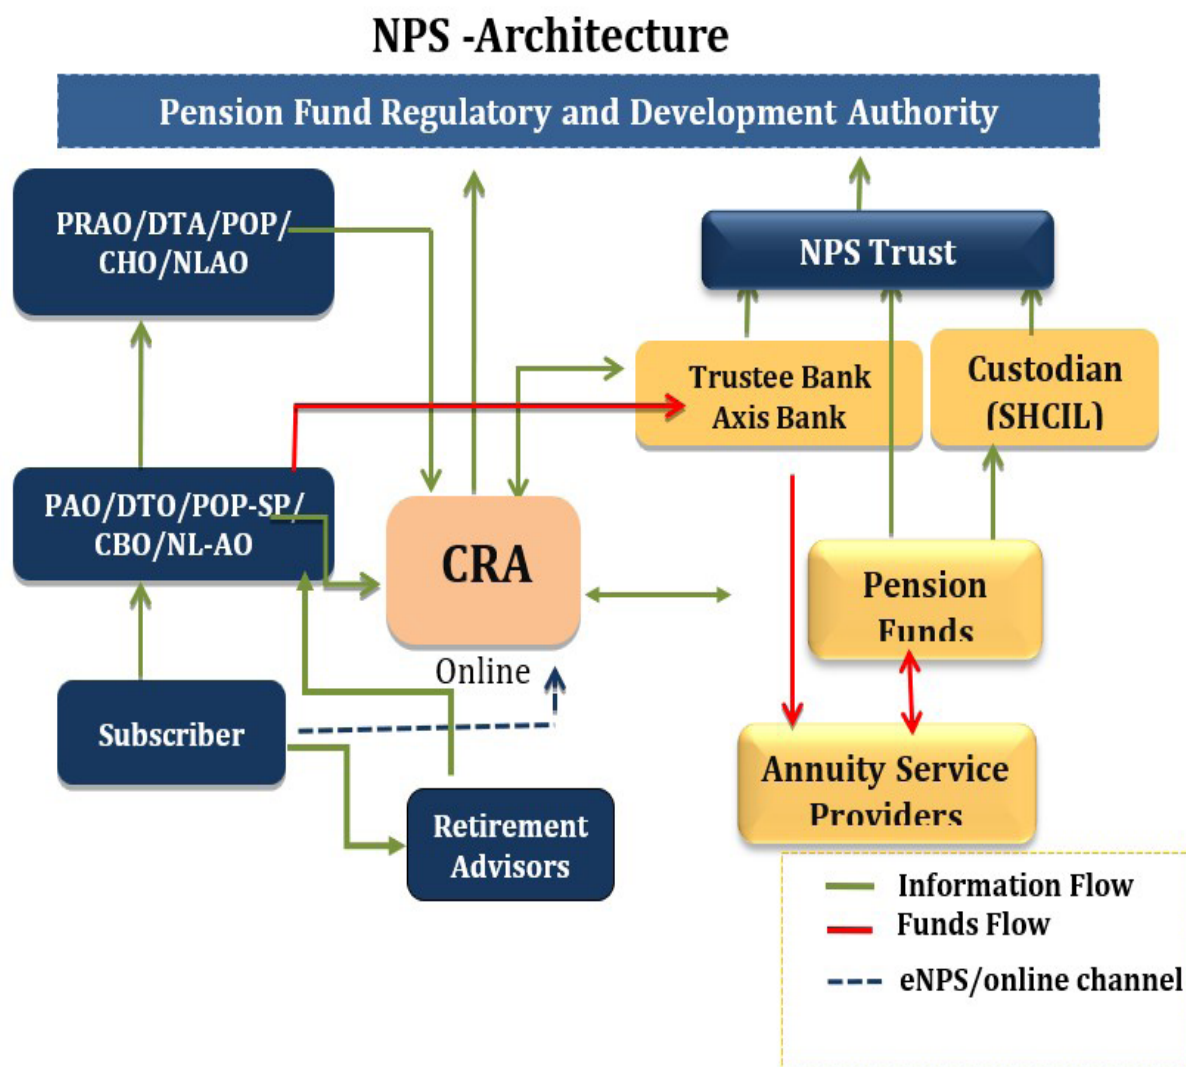 NPS -Architecture
Pension Fund Regulatory and Development Authority
PRAO/DTA/POP/
CHO/NLAO
NPS Trust
Trustee Bank
Axis Bank
Custodian
(SHCIL)
PAO/DTO/POP-SP/
CBO/NL-AO
CRA
Pension
Funds
Online
Subscriber
Annuity Service
Providers
Retirement
Advisors
Information Flow
Funds Flow
eNPS/online channel